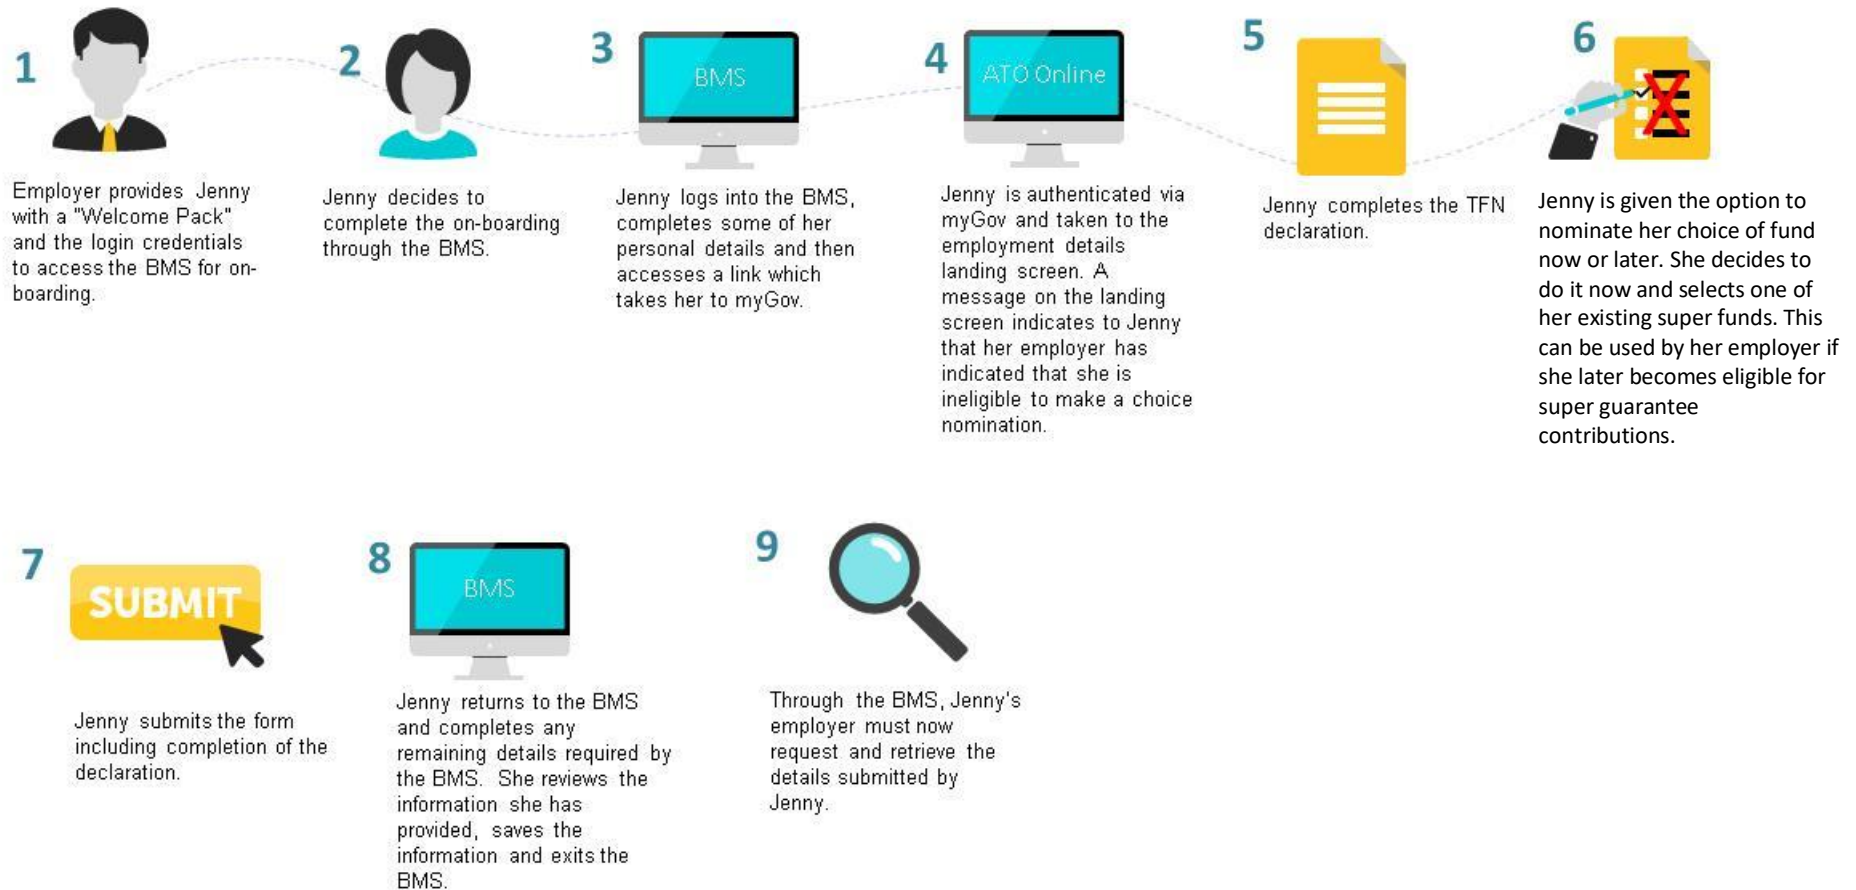 1
Employer provides Jenny
with a "Welcome Pack"
and the login credentials
to access the BMS for on-
boarding.
2
Jenny decides to
complete the on-boarding
through the BMS.
3
BMS
Jenny logs into the BMS,
completes some of her
personal details and then
accesses a link which
takes her to myGov.
4
ATO Online
Jenny is authenticated via
myGov and taken to the
employment details
landing screen. A
message on the landing
screen indicates to Jenny
that her employer has
indicated that she is
ineligible to make a choice
nomination.
5
Jenny completes the TFN
declaration.
6
Jenny is given the option to
nominate her choice of fund
now or later. She decides to
do it now and selects one of
her existing super funds. This
can be used by her employer if
she later becomes eligible for
super guarantee
contributions.
7
SUBMIT
Jenny submits the form
including completion of the
declaration.
8
BMS
Jenny returns to the BMS
and completes any
remaining details required by
the BMS. She reviews the
information she has
provided, saves the
information and exits the
BMS.
9
Through the BMS, Jenny's
employer must now
request and retrieve the
details submitted by
Jenny.